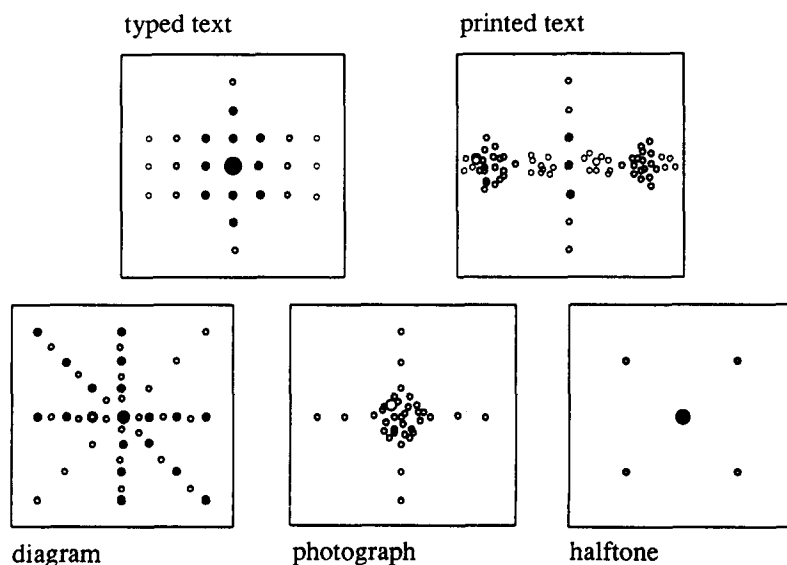 typed text
printed text
diagram
photograph
halftone